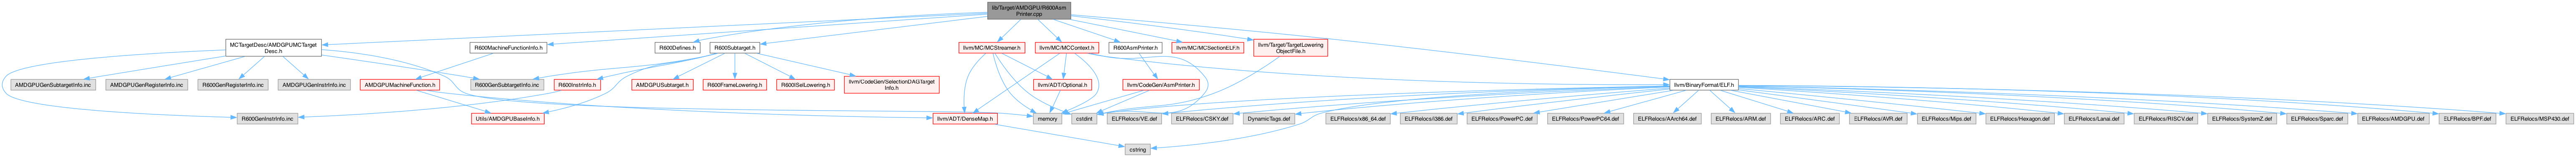 lib/Target/AMDGPU/R600Asm
Printer.cpp
MCTargetDesc/AMDGPUMCTarget
Desc.h
R600MachineFunctionInfo.h
R600Defines.h
R600Subtarget.h
llvm/MC/MCStreamer.h
llvm/MC/MCContext.h
R600AsmPrinter.h
llvm/MC/MCSectionELF.h
llvm/Target/TargetLowering
ObjectFile.h
AMDGPUGenSubtargetInfo.inc
AMDGPUGenRegisterInfo.inc
R600GenRegisterInfo.inc
AMDGPUGenInstrInfo.inc
AMDGPUMachineFunction.h
R600GenSubtargetInfo.inc
R600InstrInfo.h
AMDGPUSubtarget.h
R600FrameLowering.h
R600ISelLowering.h
llvm/CodeGen/SelectionDAGTarget
Info.h
llvm/ADT/Optional.h
llvm/CodeGen/AsmPrinter.h
llvm/BinaryFormat/ELF.h
R600GenInstrInfo.inc
Utils/AMDGPUBaseInfo.h
llvm/ADT/DenseMap.h
memory
cstdint
ELFRelocs/VE.def
ELFRelocs/CSKY.def
DynamicTags.def
ELFRelocs/x86_64.def
ELFRelocs/i386.def
ELFRelocs/PowerPC.def
ELFRelocs/PowerPC64.def
ELFRelocs/AArch64.def
ELFRelocs/ARM.def
ELFRelocs/ARC.def
ELFRelocs/AVR.def
ELFRelocs/Mips.def
ELFRelocs/Hexagon.def
ELFRelocs/Lanai.def
ELFRelocs/RISCV.def
ELFRelocs/SystemZ.def
ELFRelocs/Sparc.def
ELFRelocs/AMDGPU.def
ELFRelocs/BPF.def
ELFRelocs/MSP430.def
cstring